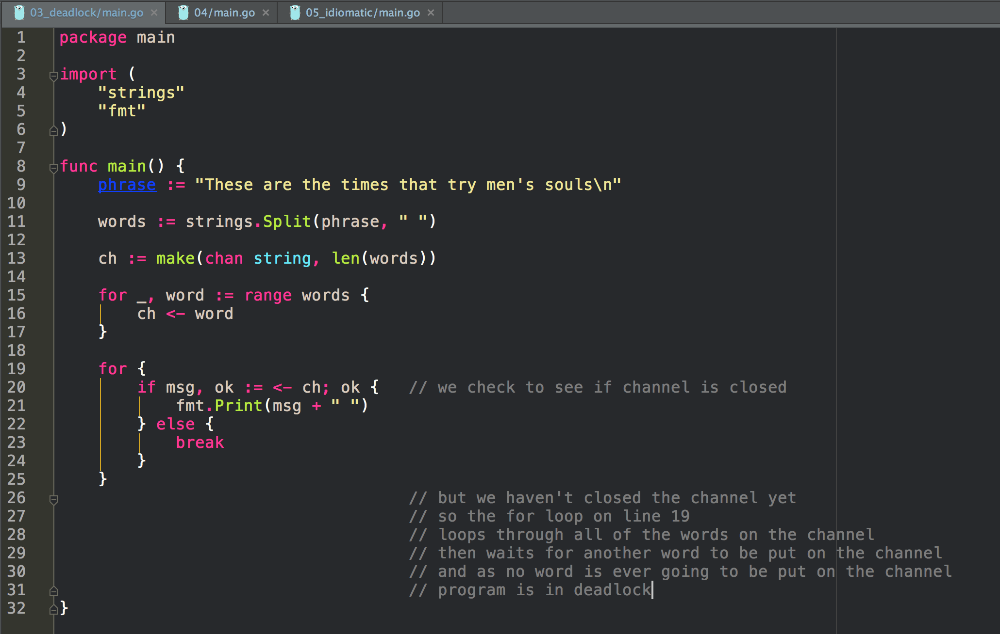 03_deadlock/main.go × 04/main.go × 05_idiomatic/main.go ×
1 package main
2
3 import (
4     "strings"
5     "fmt"
6 )
7
8 func main() {
9     phrase := "These are the times that try men's souls\n"
10
11     words := strings.Split(phrase, " ")
12
13     ch := make(chan string, len(words))
14
15     for _, word := range words {
16         ch <- word
17     }
18
19     for {
20         if msg, ok := <- ch; ok {   // we check to see if channel is closed
21             fmt.Print(msg + " ")
22         } else {
23             break
24         }
25     }
26                                     // but we haven't closed the channel yet
27                                     // so the for loop on line 19
28                                     // loops through all of the words on the channel
29                                     // then waits for another word to be put on the channel
30                                     // and as no word is ever going to be put on the channel
31                                     // program is in deadlock
32 }